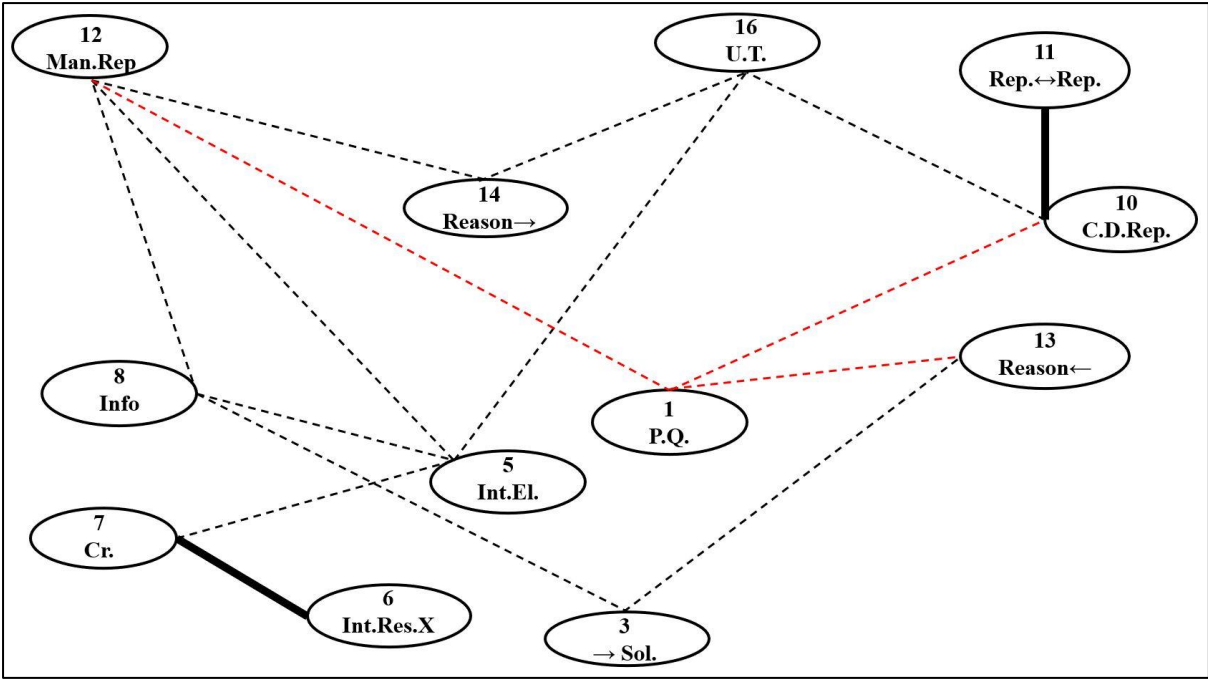 12
Man.Rep
16
U.T.
11
Rep.↔Rep.
14
Reason→
10
C.D.Rep.
13
Reason←
8
Info
1
P.Q.
5
Int.El.
7
Cr.
6
Int.Res.X
3
→ Sol.